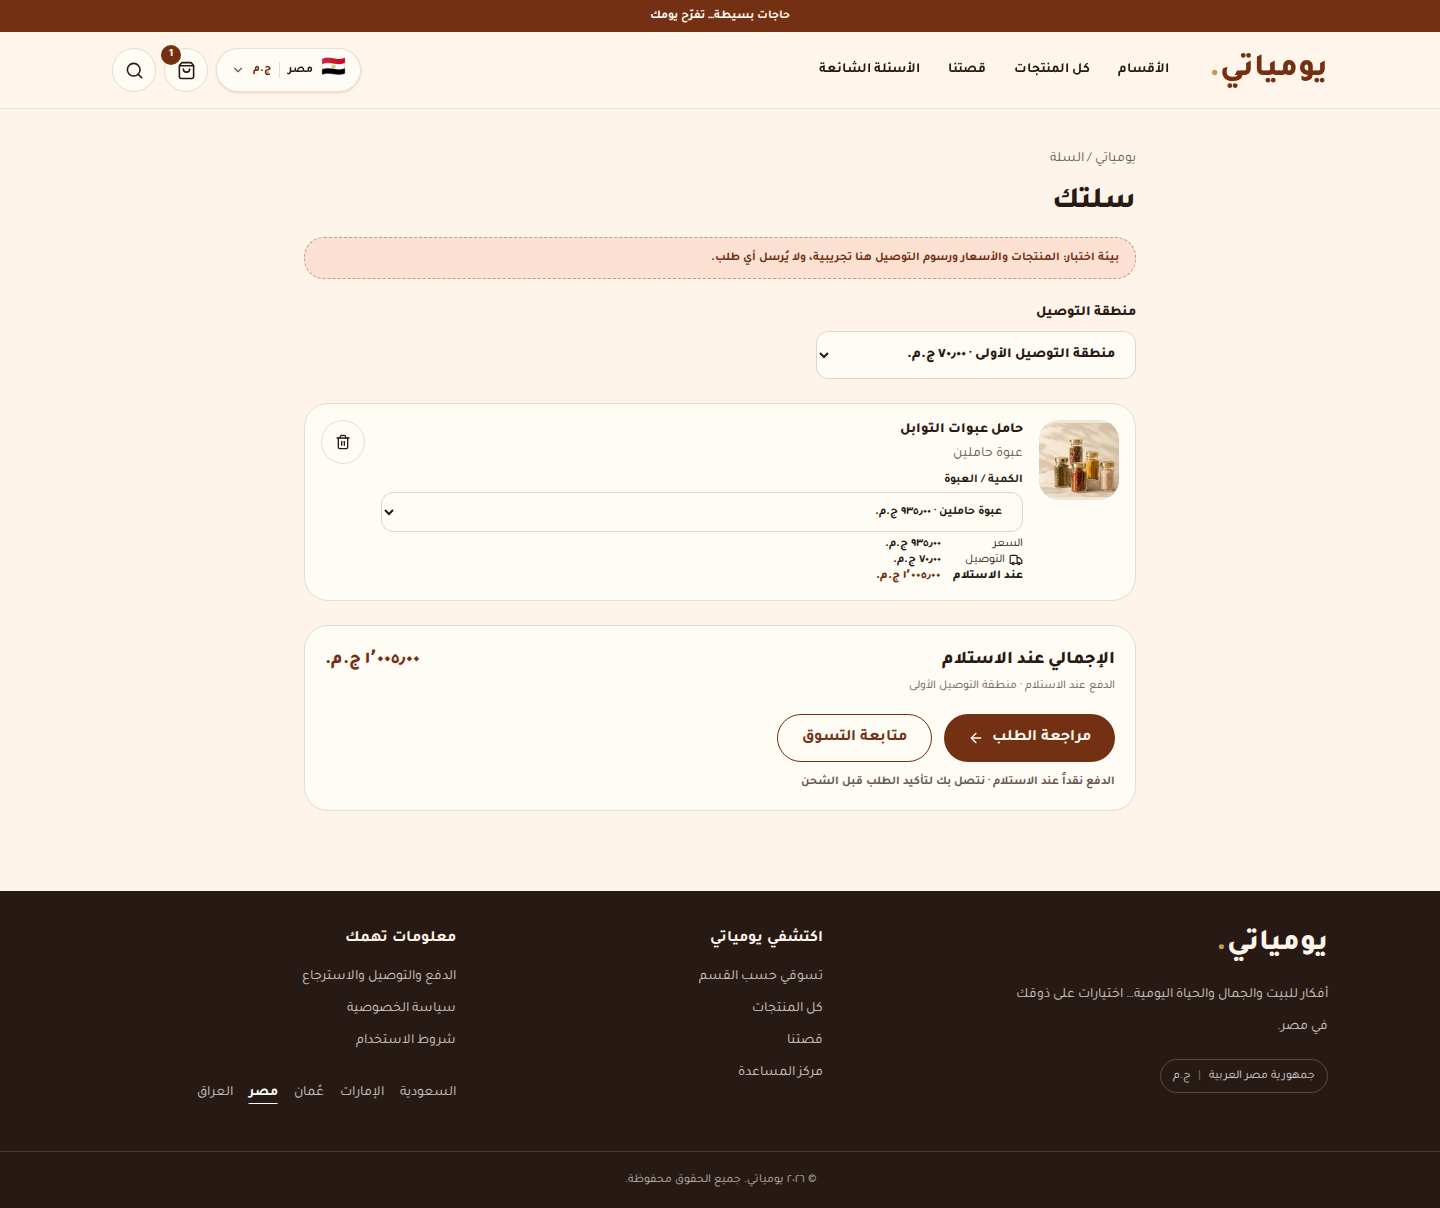 حاجات بسيطة… تفرّح يومك
يومياتي.
الأقسام
كل المنتجات
قصتنا
الأسئلة الشائعة
مصر
ج.م
1
يومياتي / السلة
سلتك
بيئة اختبار: المنتجات والأسعار ورسوم التوصيل هنا تجريبية، ولا يُرسل أي طلب.
منطقة التوصيل
منطقة التوصيل الأولى · ٧٠٫٠٠ ج.م.
حامل عبوات التوابل
عبوة حاملين
الكمية / العبوة
عبوة حاملين · ٩٣٥٫٠٠ ج.م.
السعر ٩٣٥٫٠٠ ج.م.
التوصيل ٧٠٫٠٠ ج.م.
عند الاستلام ١٬٠٠٥٫٠٠ ج.م.
الإجمالي عند الاستلام ١٬٠٠٥٫٠٠ ج.م.
الدفع عند الاستلام · منطقة التوصيل الأولى
مراجعة الطلب
متابعة التسوق
الدفع نقداً عند الاستلام · نتصل بك لتأكيد الطلب قبل الشحن
يومياتي.
أفكار للبيت والجمال والحياة اليومية… اختيارات على ذوقك
في مصر.
جمهورية مصر العربية | ج.م
اكتشفي يومياتي
تسوقي حسب القسم
كل المنتجات
قصتنا
مركز المساعدة
معلومات تهمك
الدفع والتوصيل والاسترجاع
سياسة الخصوصية
شروط الاستخدام
السعودية الإمارات عُمان مصر العراق
© ٢٠٢٦ يومياتي. جميع الحقوق محفوظة.